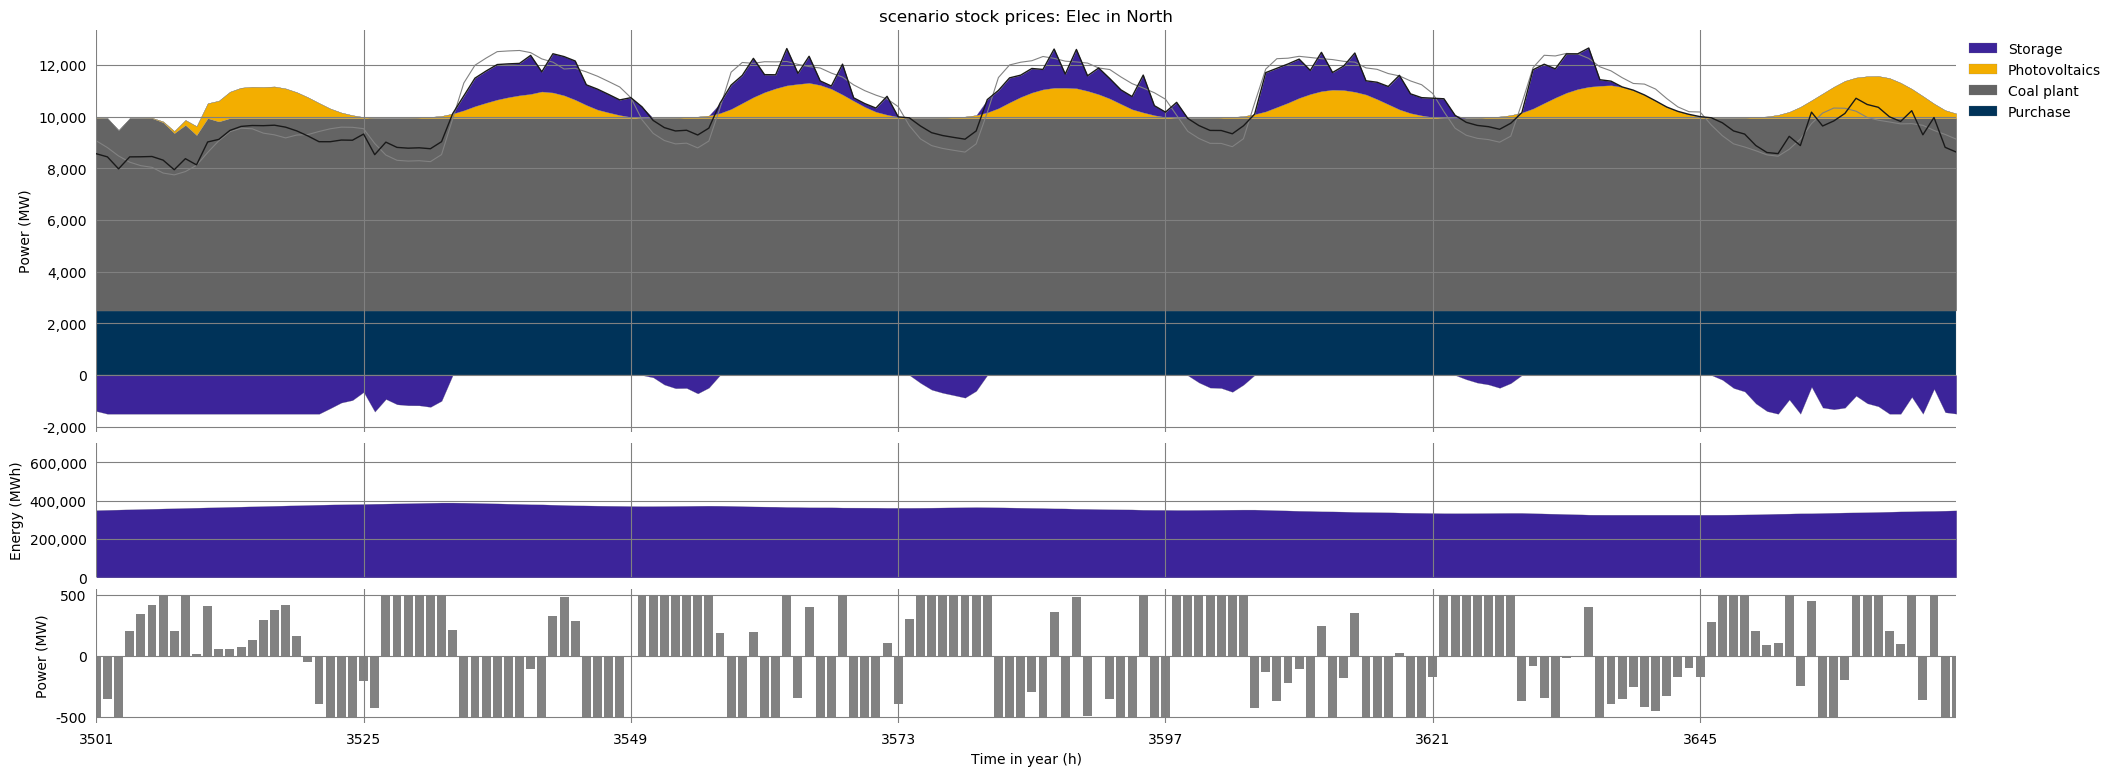 scenario stock prices: Elec in North
Storage
Photovoltaics
Coal plant
Purchase
Power (MW)
12,000
10,000
8,000
6,000
4,000
2,000
0
-2,000
Energy (MWh)
600,000
400,000
200,000
0
Power (MW)
500
0
-500
3501 3525 3549 3573 3597 3621 3645
Time in year (h)